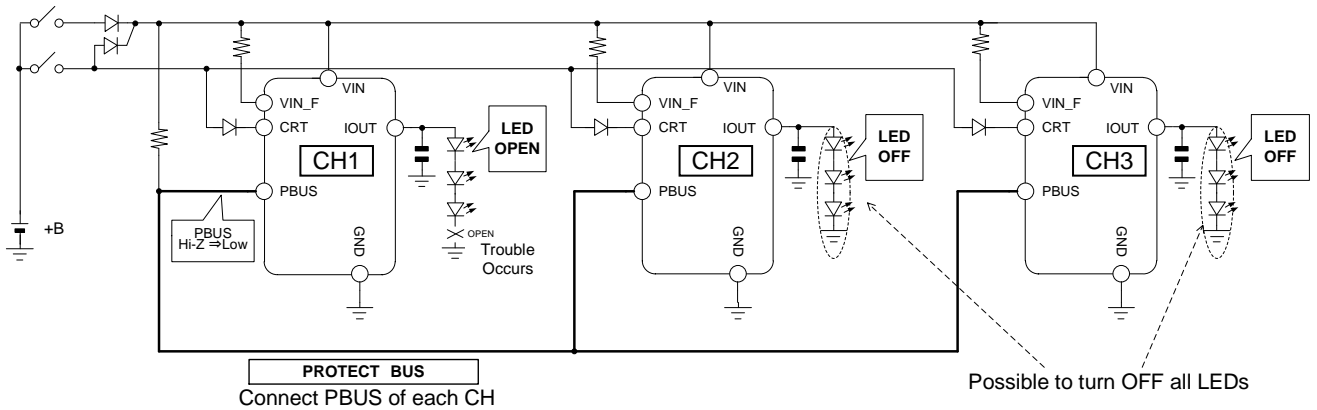 VIN
VIN_F
CRT
IOUT
CH1
PBUS
GND
LED
OPEN
OPEN
Trouble
Occurs
PBUS
Hi-Z ⇒Low
+B
VIN
VIN_F
CRT
IOUT
CH2
PBUS
GND
LED
OFF
VIN
VIN_F
CRT
IOUT
CH3
PBUS
GND
LED
OFF
PROTECT BUS
Connect PBUS of each CH
Possible to turn OFF all LEDs